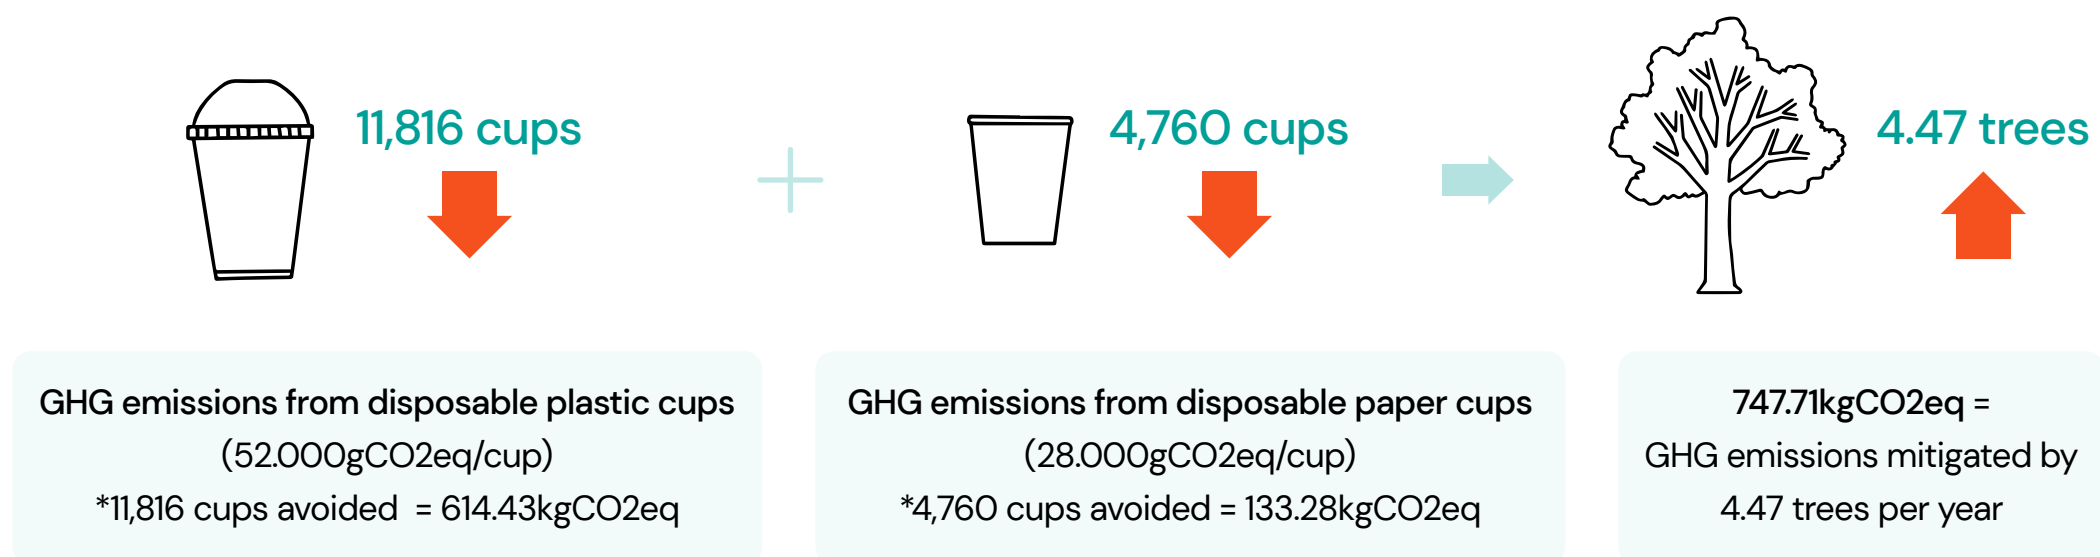 11,816 cups
4,760 cups
4.47 trees
GHG emissions from disposable plastic cups
(52.000gCO2eq/cup)
*11,816 cups avoided = 614.43kgCO2eq
GHG emissions from disposable paper cups
(28.000gCO2eq/cup)
*4,760 cups avoided = 133.28kgCO2eq
747.71kgCO2eq =
GHG emissions mitigated by
4.47 trees per year